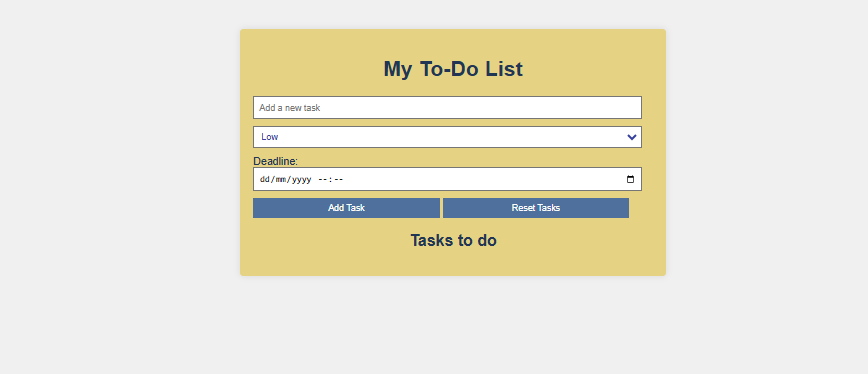 My To-Do List
Add a new task
Low
Deadline:
dd/mm/yyyy --:--
Add Task Reset Tasks
Tasks to do